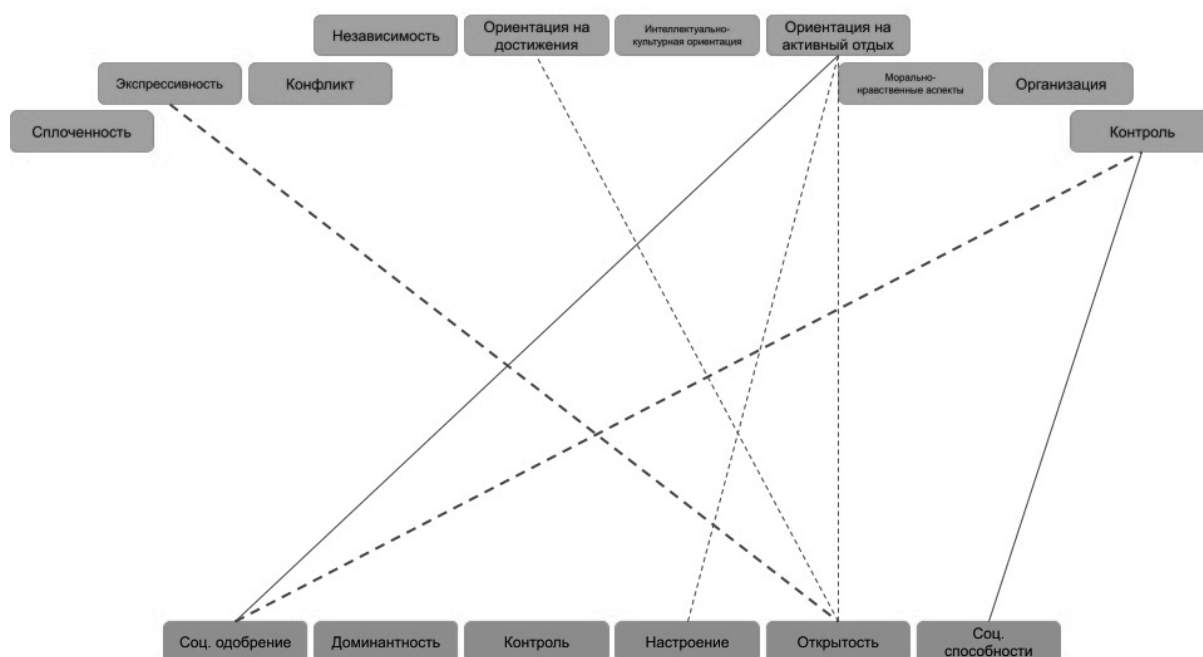 Независимость
Ориентация на
достижения
Интеллектуально-
культурная ориентация
Ориентация на
активный отдых
Экспрессивность
Конфликт
Морально-
нравственные аспекты
Организация
Сплоченность
Контроль
Соц. одобрение
Доминантность
Контроль
Настроение
Открытость
Соц.
способности